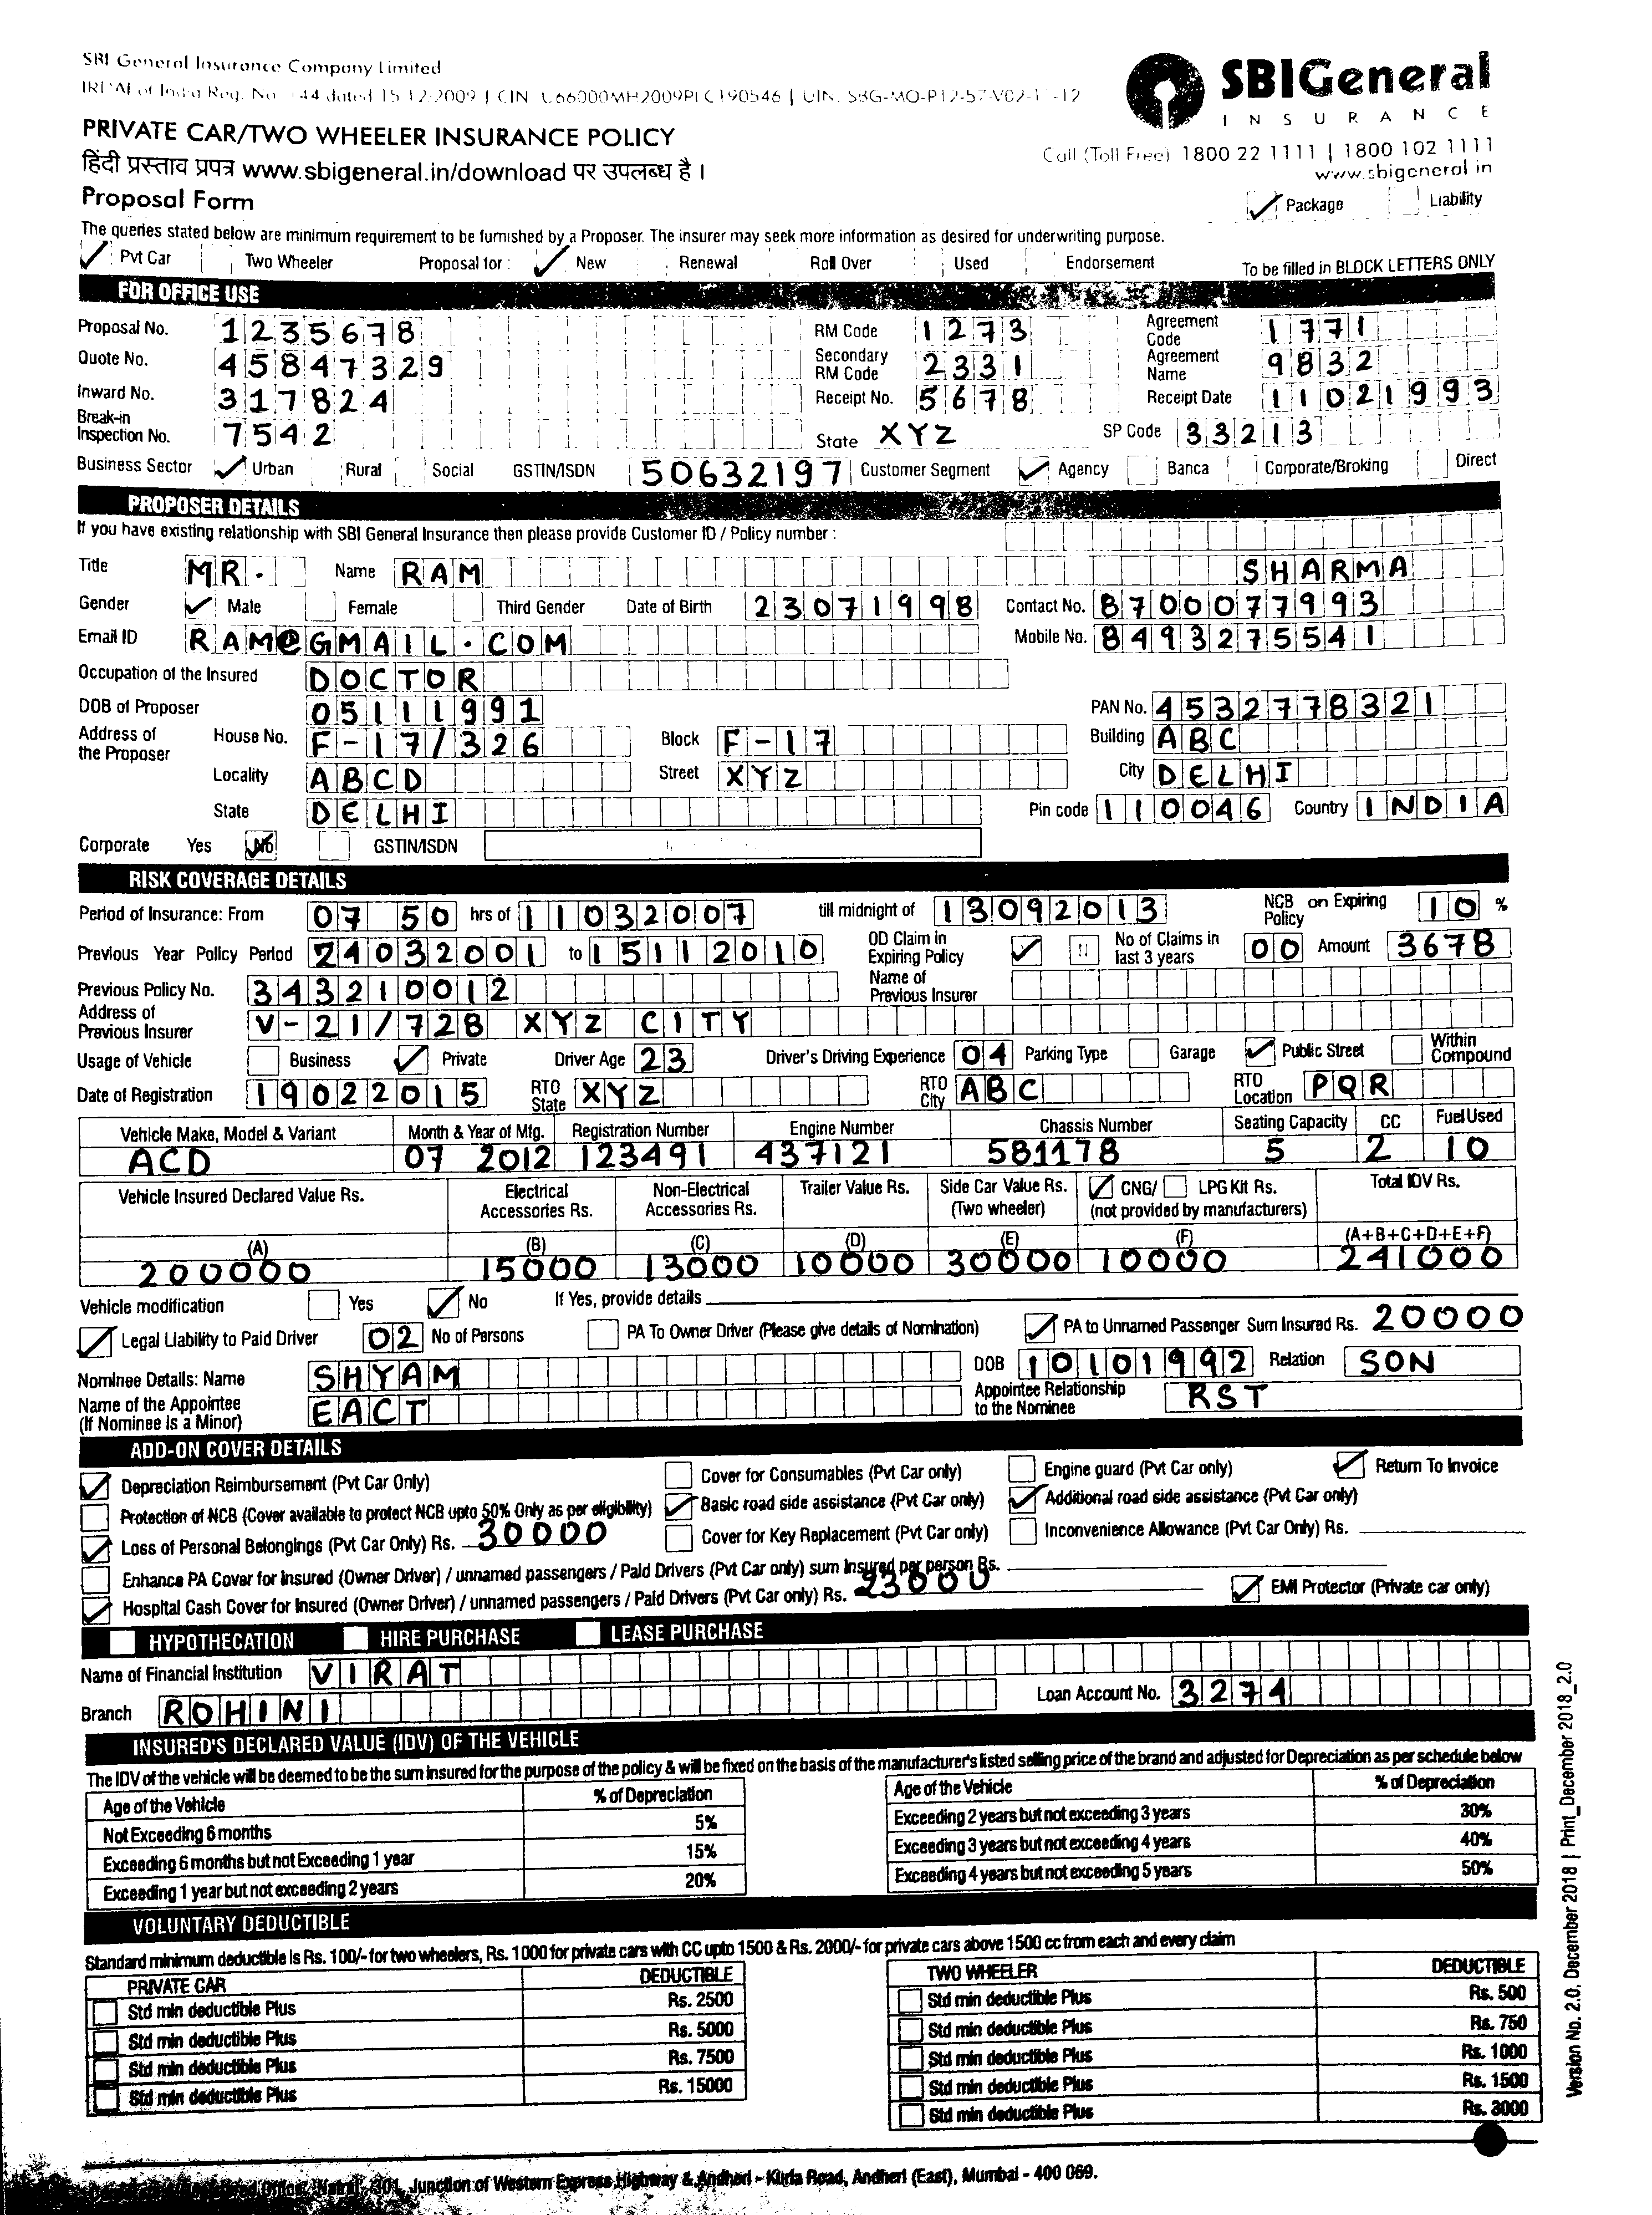 SBI General Insurance Company Limited
SBIGeneral
INSURANCE
PRIVATE CAR/TWO WHEELER INSURANCE POLICY
Call (Toll Free) 1800 22 1111 | 1800 102 1111
हिंदी प्रस्ताव प्रपत्र www.sbigeneral.in/download पर उपलब्ध है ।
www.sbigeneral.in
Proposal Form
Package Liability
The queries stated below are minimum requirement to be furnished by a Proposer. The insurer may seek more information as desired for underwriting purpose.
Pvt Car Two Wheeler Proposal for : New Renewal Roll Over Used Endorsement To be filled in BLOCK LETTERS ONLY
FOR OFFICE USE
Proposal No. 1235678 RM Code 1273 Agreement Code 1771
Quote No. 45847329 Secondary RM Code 2331 Agreement Name 9832
Inward No. 317824 Receipt No. 5678 Receipt Date 11021993
Break-in Inspection No. 7542 State XYZ SP Code 33213
Business Sector Urban Rural Social GSTIN/ISDN 50632197 Customer Segment Agency Banca Corporate/Broking Direct
PROPOSER DETAILS
If you have existing relationship with SBI General Insurance then please provide Customer ID / Policy number :
Title MR. Name RAM SHARMA
Gender Male Female Third Gender Date of Birth 23071998 Contact No. 8700077993
Email ID RAM@GMAIL.COM Mobile No. 8493275541
Occupation of the Insured DOCTOR
DOB of Proposer 05111991 PAN No. 4532778321
Address of the Proposer House No. F-17/326 Block F-17 Building ABC
Locality ABCD Street XYZ City DELHI
State DELHI Pin code 110046 Country INDIA
Corporate Yes No GSTIN/ISDN
RISK COVERAGE DETAILS
Period of Insurance: From 07 50 hrs of 11032007 till midnight of 13092013 NCB on Expiring Policy 10 %
Previous Year Policy Period 24032001 to 15112010 OD Claim in Expiring Policy No of Claims in last 3 years 00 Amount 3678
Previous Policy No. 343210012 Name of Previous Insurer
Address of Previous Insurer V-21/728 XYZ CITY
Usage of Vehicle Business Private Driver Age 23 Driver's Driving Experience 04 Parking Type Garage Public Street Within Compound
Date of Registration 19022015 RTO State XYZ RTO City ABC RTO Location PQR
Vehicle Make, Model & Variant Month & Year of Mfg. Registration Number Engine Number Chassis Number Seating Capacity CC Fuel Used
ACD 07 2012 123491 437121 581178 5 2 10
Vehicle Insured Declared Value Rs. Electrical Accessories Rs. Non-Electrical Accessories Rs. Trailer Value Rs. Side Car Value Rs. (Two wheeler) CNG/ LPG Kit Rs. (not provided by manufacturers) Total IDV Rs.
(A) (B) (C) (D) (E) (F) (A+B+C+D+E+F)
200000 15000 13000 10000 30000 10000 241000
Vehicle modification Yes No If Yes, provide details
Legal Liability to Paid Driver 02 No of Persons PA To Owner Driver (Please give details of Nomination) PA to Unnamed Passenger Sum Insured Rs. 20000
Nominee Details: Name SHYAM DOB 10101992 Relation SON
Name of the Appointee (If Nominee is a Minor) EACT Appointee Relationship to the Nominee RST
ADD-ON COVER DETAILS
Depreciation Reimbursement (Pvt Car Only) Cover for Consumables (Pvt Car only) Engine guard (Pvt Car only) Return To Invoice
Protection of NCB (Cover available to protect NCB upto 50% Only as per eligibility) Basic road side assistance (Pvt Car only) Additional road side assistance (Pvt Car only)
Loss of Personal Belongings (Pvt Car Only) Rs. 30000 Cover for Key Replacement (Pvt Car only) Inconvenience Allowance (Pvt Car Only) Rs.
Enhance PA Cover for Insured (Owner Driver) / unnamed passengers / Paid Drivers (Pvt Car only) sum Insured per person Rs.
Hospital Cash Cover for Insured (Owner Driver) / unnamed passengers / Paid Drivers (Pvt Car only) Rs. 23000 EMI Protector (Private car only)
HYPOTHECATION HIRE PURCHASE LEASE PURCHASE
Name of Financial Institution VIRAT
Branch ROHINI Loan Account No. 3274
INSURED'S DECLARED VALUE (IDV) OF THE VEHICLE
The IDV of the vehicle will be deemed to be the sum insured for the purpose of the policy & will be fixed on the basis of the manufacturer's listed selling price of the brand and adjusted for Depreciation as per schedule below
Age of the Vehicle % of Depreciation Age of the Vehicle % of Depreciation
Not Exceeding 6 months 5% Exceeding 2 years but not exceeding 3 years 30%
Exceeding 6 months but not Exceeding 1 year 15% Exceeding 3 years but not exceeding 4 years 40%
Exceeding 1 year but not exceeding 2 years 20% Exceeding 4 years but not exceeding 5 years 50%
VOLUNTARY DEDUCTIBLE
Standard minimum deductible is Rs. 100/- for two wheelers, Rs. 1000 for private cars with CC upto 1500 & Rs. 2000/- for private cars above 1500 cc from each and every claim
PRIVATE CAR DEDUCTIBLE TWO WHEELER DEDUCTIBLE
Std min deductible Plus Rs. 2500 Std min deductible Plus Rs. 500
Std min deductible Plus Rs. 5000 Std min deductible Plus Rs. 750
Std min deductible Plus Rs. 7500 Std min deductible Plus Rs. 1000
Std min deductible Plus Rs. 15000 Std min deductible Plus Rs. 1500
Std min deductible Plus Rs. 3000
301, Junction of Western Express Highway & Andheri - Kurla Road, Andheri (East), Mumbai - 400 069.
Version No. 2.0, December 2018 | Print_December 2018_2.0